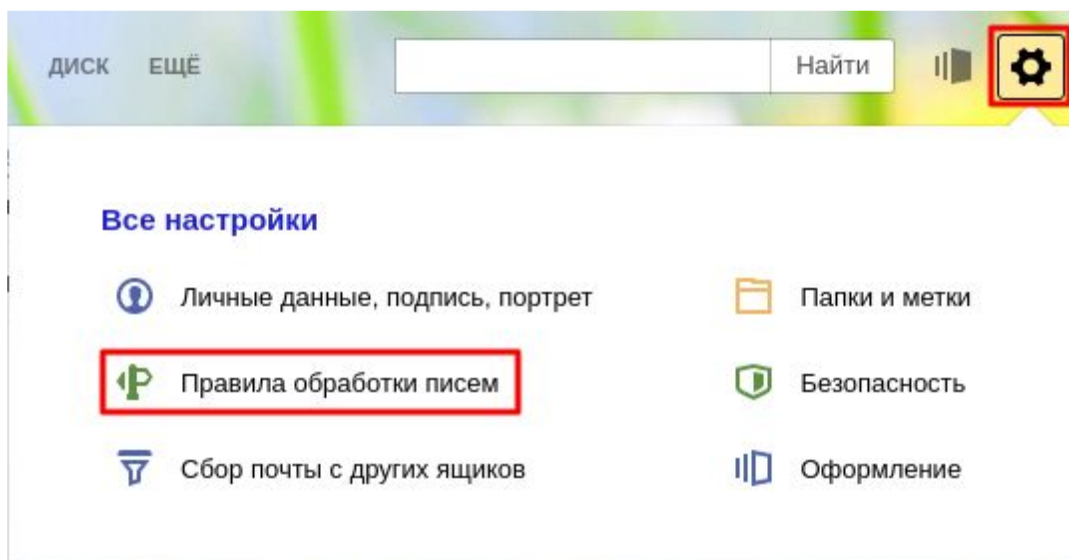 ДИСК ЕЩЁ Найти
Все настройки
Личные данные, подпись, портрет Папки и метки
Правила обработки писем Безопасность
Сбор почты с других ящиков Оформление